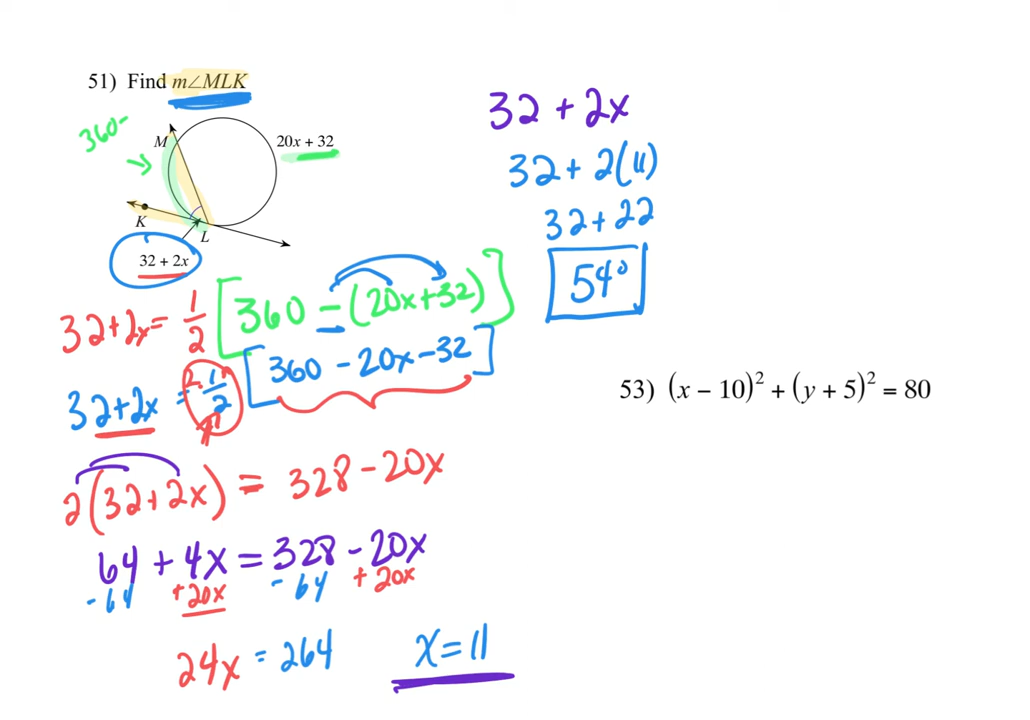 51) Find m∠MLK
360-
M
20x + 32
K
L
32 + 2x
32+2x = 1/2 [360 - (20x+32)]
32+2x = 2· 1/2 [360 - 20x - 32]
2(32+2x) = 328 - 20x
64 + 4x = 328 - 20x
-64 +20x -64 +20x
24x = 264
x = 11
32 + 2x
32 + 2(11)
32 + 22
54°
53) (x − 10)² + (y + 5)² = 80